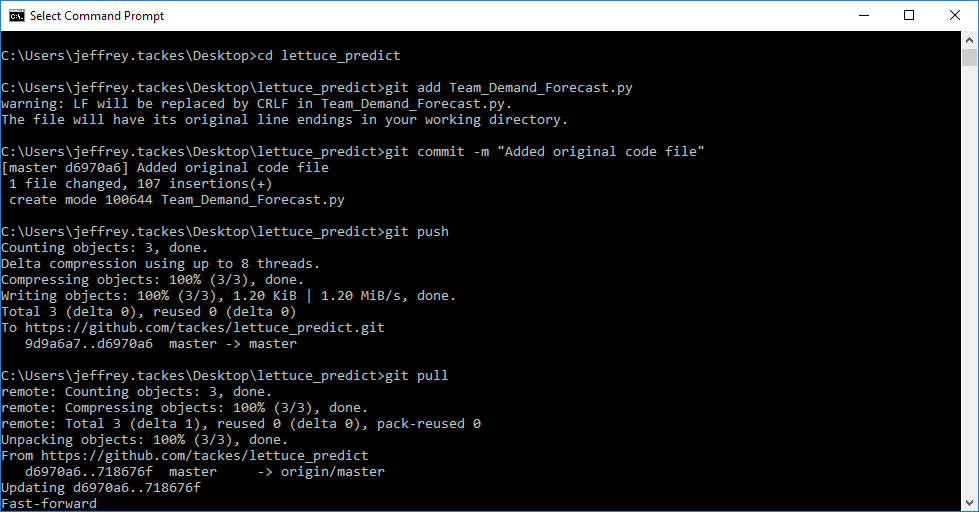 Select Command Prompt
C:\Users\jeffrey.tackes\Desktop>cd lettuce_predict
C:\Users\jeffrey.tackes\Desktop\lettuce_predict>git add Team_Demand_Forecast.py
warning: LF will be replaced by CRLF in Team_Demand_Forecast.py.
The file will have its original line endings in your working directory.
C:\Users\jeffrey.tackes\Desktop\lettuce_predict>git commit -m "Added original code file"
[master d6970a6] Added original code file
 1 file changed, 107 insertions(+)
 create mode 100644 Team_Demand_Forecast.py
C:\Users\jeffrey.tackes\Desktop\lettuce_predict>git push
Counting objects: 3, done.
Delta compression using up to 8 threads.
Compressing objects: 100% (3/3), done.
Writing objects: 100% (3/3), 1.20 KiB | 1.20 MiB/s, done.
Total 3 (delta 0), reused 0 (delta 0)
To https://github.com/tackes/lettuce_predict.git
   9d9a6a7..d6970a6  master -> master
C:\Users\jeffrey.tackes\Desktop\lettuce_predict>git pull
remote: Counting objects: 3, done.
remote: Compressing objects: 100% (3/3), done.
remote: Total 3 (delta 1), reused 0 (delta 0), pack-reused 0
Unpacking objects: 100% (3/3), done.
From https://github.com/tackes/lettuce_predict
   d6970a6..718676f  master     -> origin/master
Updating d6970a6..718676f
Fast-forward